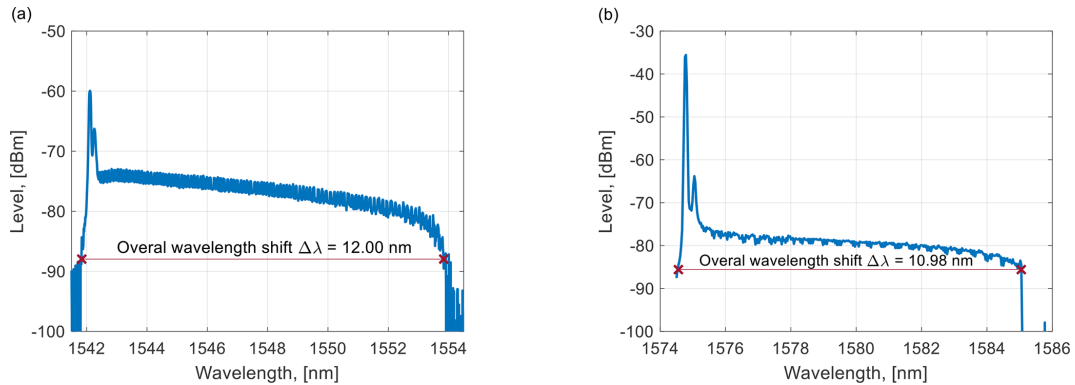 (a)
-50
-60
-70
-80
-90
-100
Level, [dBm]
Overal wavelength shift Δλ = 12.00 nm
1542 1544 1546 1548 1550 1552 1554
Wavelength, [nm]
(b)
-30
-40
-50
-60
-70
-80
-90
-100
Level, [dBm]
Overal wavelength shift Δλ = 10.98 nm
1574 1576 1578 1580 1582 1584 1586
Wavelength, [nm]